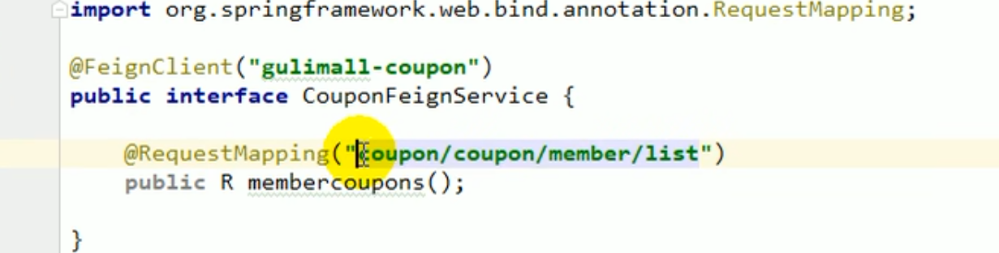 import org.springframework.web.bind.annotation.RequestMapping;
@FeignClient("gulimall-coupon")
public interface CouponFeignService {
@RequestMapping("coupon/coupon/member/list")
public R membercoupons();
}